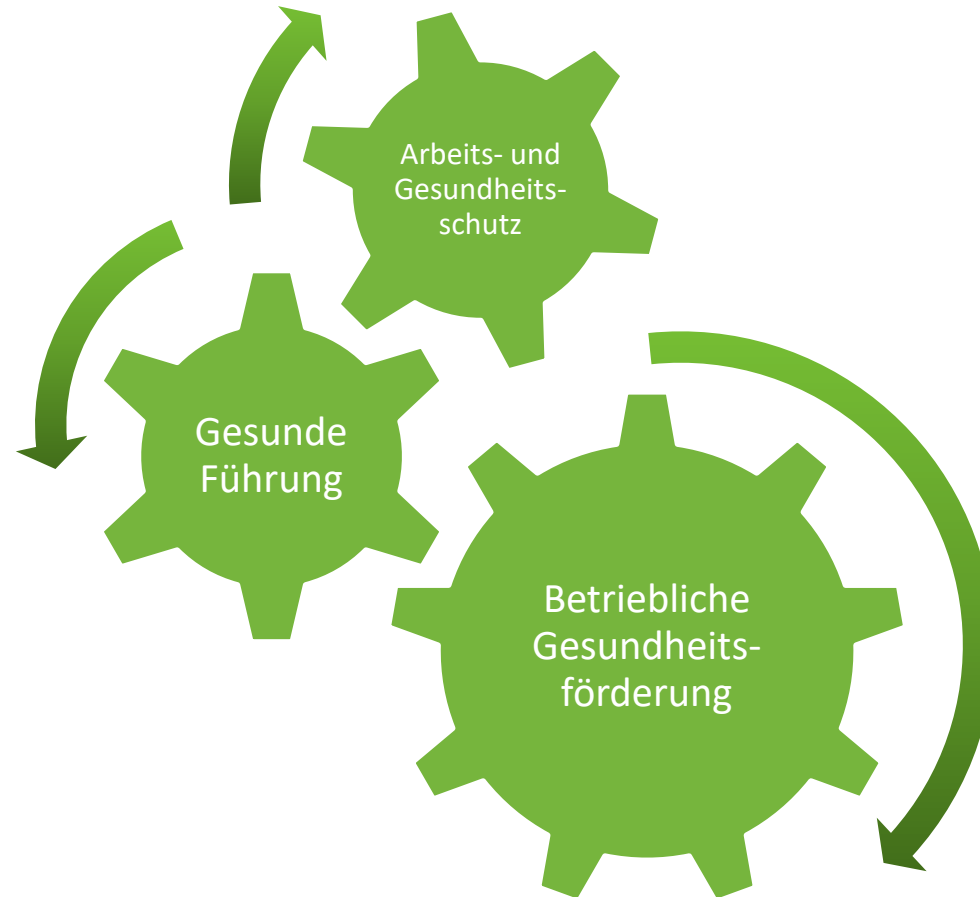 Arbeits- und
Gesundheits-
schutz
Gesunde
Führung
Betriebliche
Gesundheits-
förderung